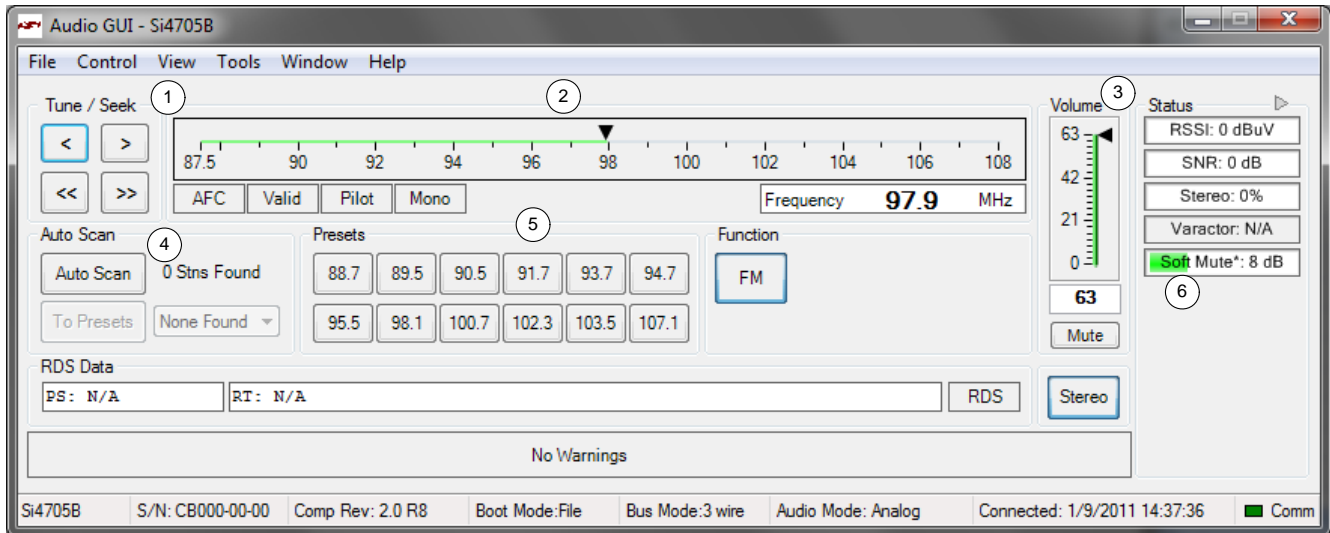 Audio GUI - Si4705B
File Control View Tools Window Help
Tune / Seek 1 2 Volume 3 Status
< >
<< >>
87.5 90 92 94 96 98 100 102 104 106 108
AFC Valid Pilot Mono Frequency 97.9 MHz
63
42
21
0
63
Mute
RSSI: 0 dBuV
SNR: 0 dB
Stereo: 0%
Varactor: N/A
Soft Mute*: 8 dB
6
Auto Scan 4
Auto Scan 0 Stns Found
To Presets None Found
Presets 5
88.7 89.5 90.5 91.7 93.7 94.7
95.5 98.1 100.7 102.3 103.5 107.1
Function
FM
RDS Data
PS: N/A RT: N/A RDS
Stereo
No Warnings
Si4705B S/N: CB000-00-00 Comp Rev: 2.0 R8 Boot Mode:File Bus Mode:3 wire Audio Mode: Analog Connected: 1/9/2011 14:37:36 Comm